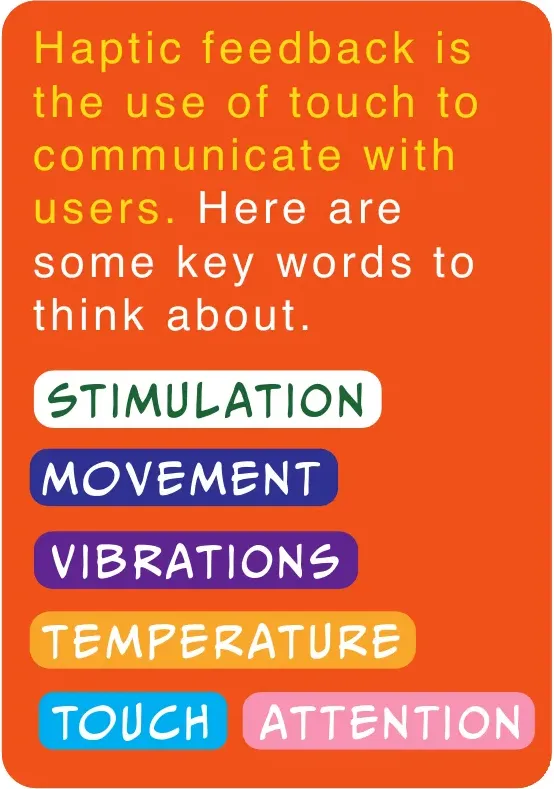 Haptic feedback is
the use of touch to
communicate with
users. Here are
some key words to
think about.
STIMULATION
MOVEMENT
VIBRATIONS
TEMPERATURE
TOUCH ATTENTION